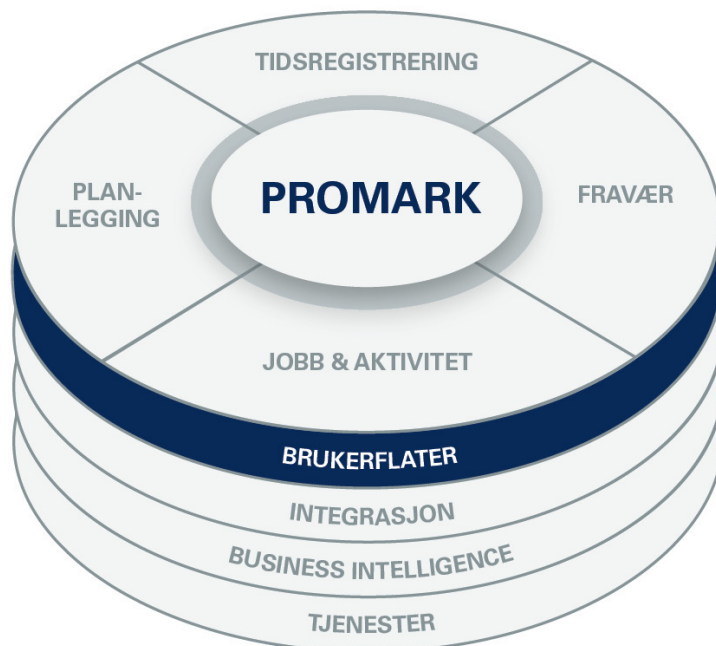 TIDSREGISTRERING
PLAN-
LEGGING
PROMARK
FRAVÆR
JOBB & AKTIVITET
BRUKERFLATER
INTEGRASJON
BUSINESS INTELLIGENCE
TJENESTER